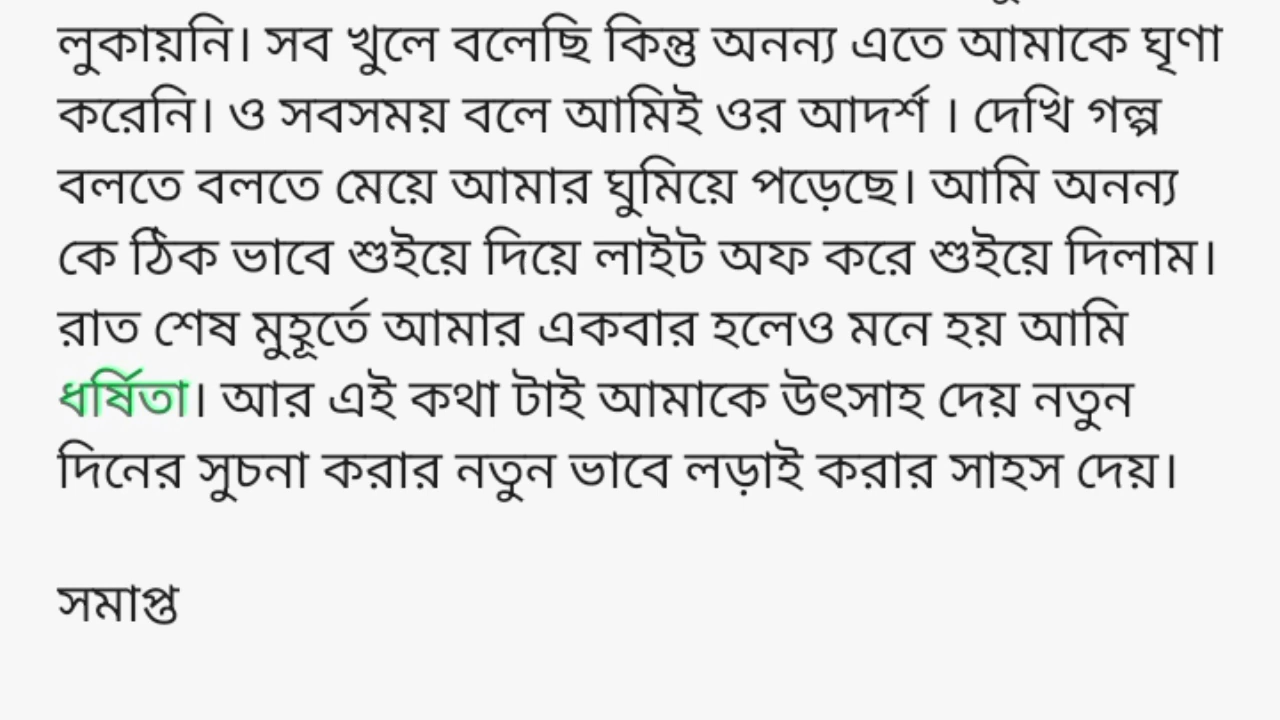 লুকায়নি। সব খুলে বলেছি কিন্তু অনন্য এতে আমাকে ঘৃণা
করেনি। ও সবসময় বলে আমিই ওর আদর্শ । দেখি গল্প
বলতে বলতে মেয়ে আমার ঘুমিয়ে পড়েছে। আমি অনন্য
কে ঠিক ভাবে শুইয়ে দিয়ে লাইট অফ করে শুইয়ে দিলাম।
রাত শেষ মুহূর্তে আমার একবার হলেও মনে হয় আমি
ধর্ষিতা। আর এই কথা টাই আমাকে উৎসাহ দেয় নতুন
দিনের সুচনা করার নতুন ভাবে লড়াই করার সাহস দেয়।
সমাপ্ত